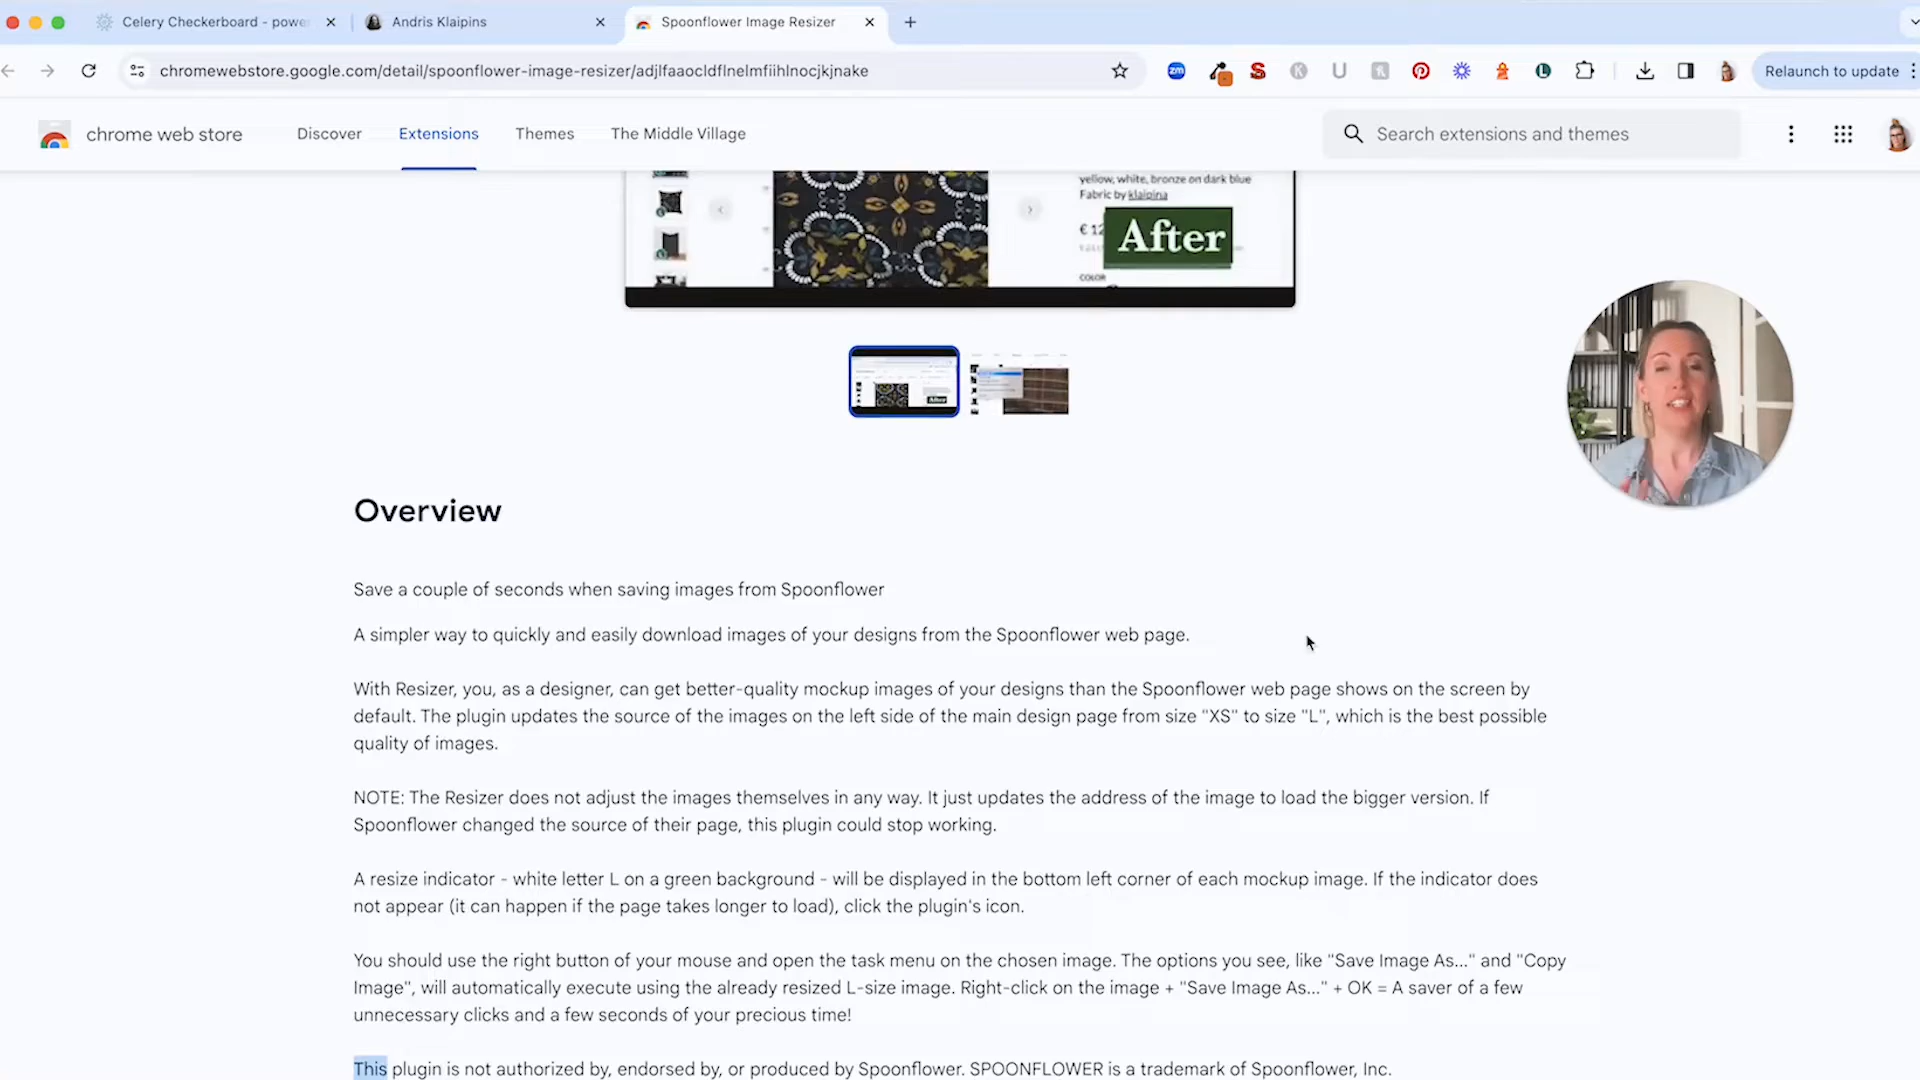 Celery Checkerboard - powe
Andris Klaipins
Spoonflower Image Resizer
chromewebstore.google.com/detail/spoonflower-image-resizer/adjlfaaocldflnelmfiihlnocjkjnake
Relaunch to update
chrome web store
Discover
Extensions
Themes
The Middle Village
Search extensions and themes
yellow, white, bronze on dark blue
Fabric by klaipina
€ 12
After
COLOR
Overview
Save a couple of seconds when saving images from Spoonflower
A simpler way to quickly and easily download images of your designs from the Spoonflower web page.
With Resizer, you, as a designer, can get better-quality mockup images of your designs than the Spoonflower web page shows on the screen by
default. The plugin updates the source of the images on the left side of the main design page from size "XS" to size "L", which is the best possible
quality of images.
NOTE: The Resizer does not adjust the images themselves in any way. It just updates the address of the image to load the bigger version. If
Spoonflower changed the source of their page, this plugin could stop working.
A resize indicator - white letter L on a green background - will be displayed in the bottom left corner of each mockup image. If the indicator does
not appear (it can happen if the page takes longer to load), click the plugin's icon.
You should use the right button of your mouse and open the task menu on the chosen image. The options you see, like "Save Image As..." and "Copy
Image", will automatically execute using the already resized L-size image. Right-click on the image + "Save Image As..." + OK = A saver of a few
unnecessary clicks and a few seconds of your precious time!
This plugin is not authorized by, endorsed by, or produced by Spoonflower. SPOONFLOWER is a trademark of Spoonflower, Inc.